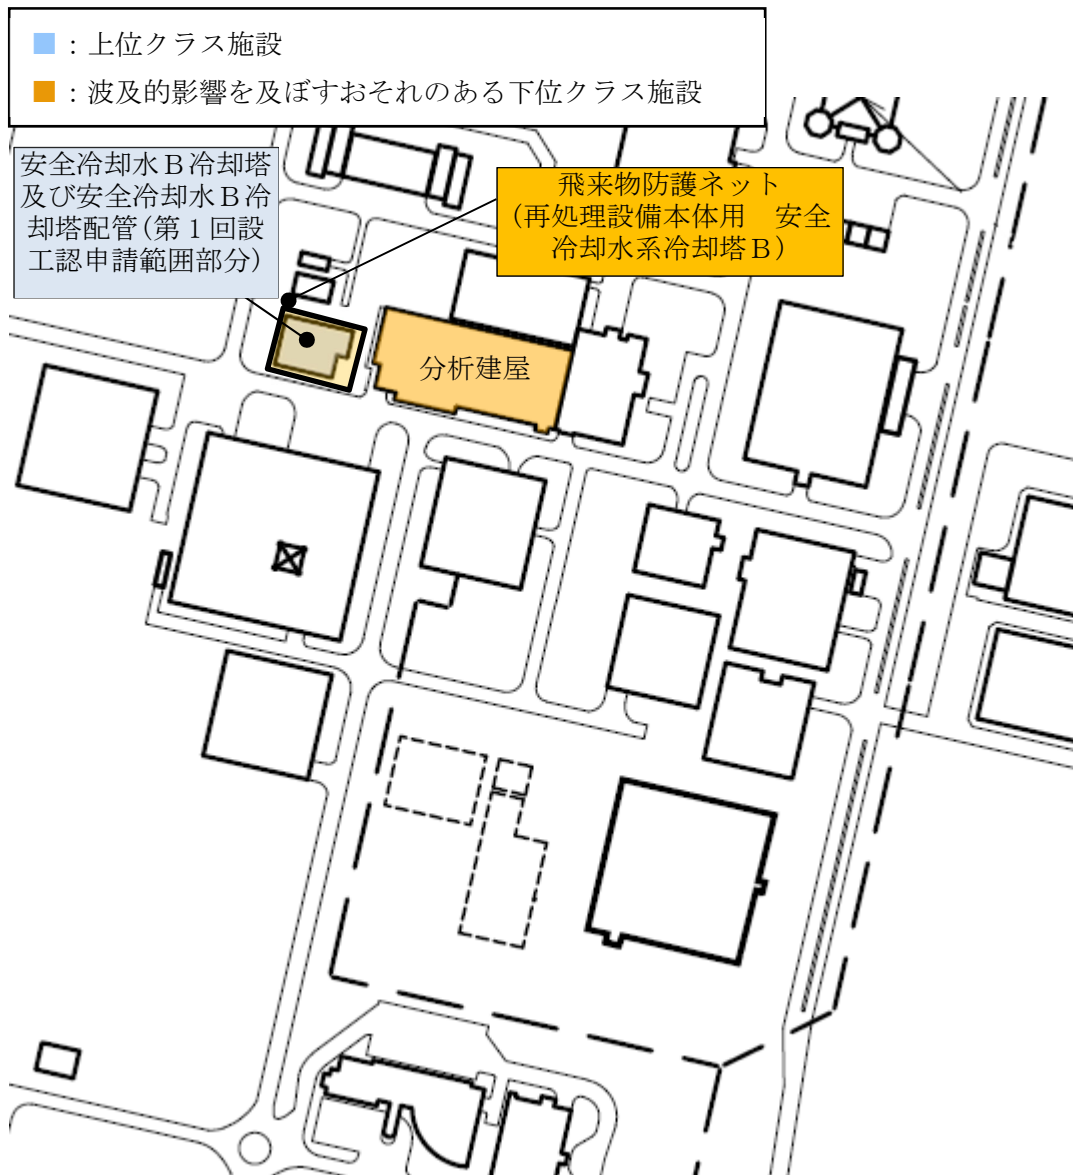 ■：上位クラス施設
■：波及的影響を及ぼすおそれのある下位クラス施設
安全冷却水Ｂ冷却塔
及び安全冷却水Ｂ冷
却塔配管(第１回設
工認申請範囲部分)
飛来物防護ネット
(再処理設備本体用　安全
冷却水系冷却塔Ｂ)
分析建屋